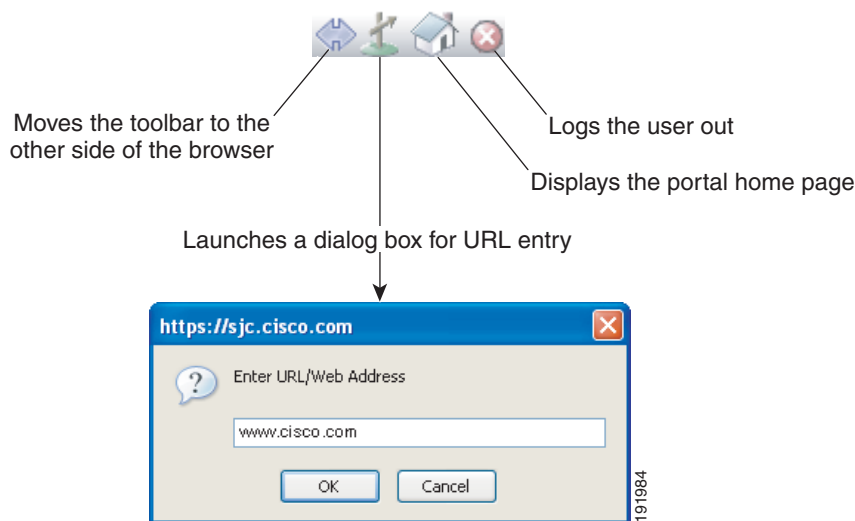 Moves the toolbar to the
other side of the browser
Logs the user out
Displays the portal home page
Launches a dialog box for URL entry
https://sjc.cisco.com
Enter URL/Web Address
www.cisco.com
OK
Cancel
191984